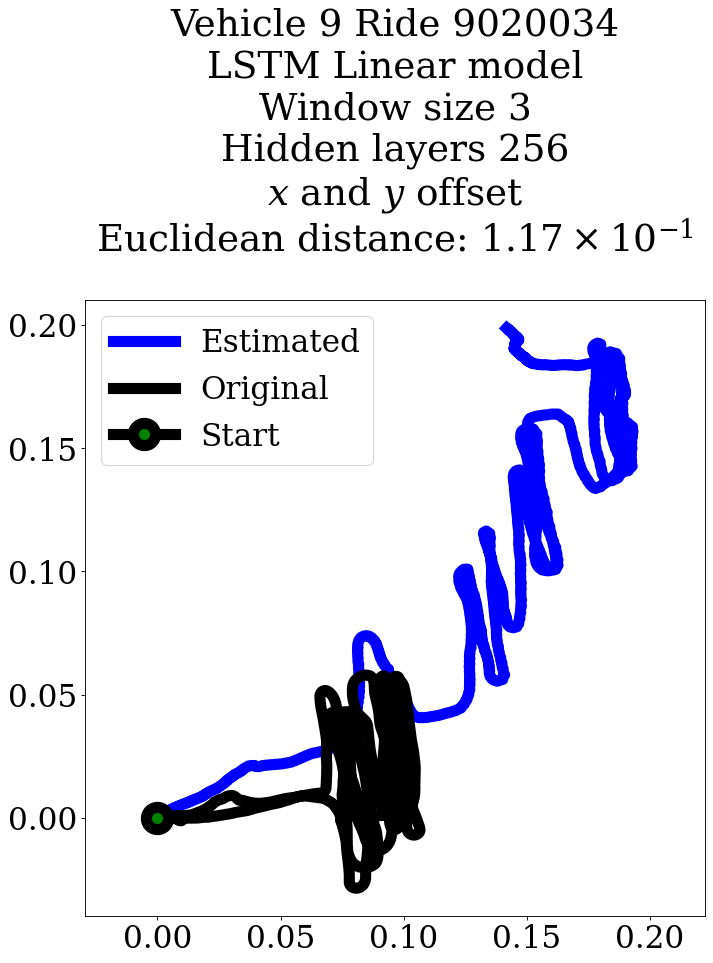 Vehicle 9 Ride 9020034
LSTM Linear model
Window size 3
Hidden layers 256
x and y offset
Euclidean distance: 1.17 × 10⁻¹
Estimated
Original
Start
0.20
0.15
0.10
0.05
0.00
0.00 0.05 0.10 0.15 0.20